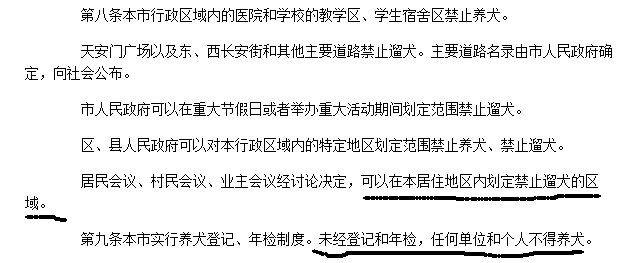 第八条本市行政区域内的医院和学校的教学区、学生宿舍区禁止养犬。
天安门广场以及东、西长安街和其他主要道路禁止遛犬。主要道路名录由市人民政府确
定，向社会公布。
市人民政府可以在重大节假日或者举办重大活动期间划定范围禁止遛犬。
区、县人民政府可以对本行政区域内的特定地区划定范围禁止养犬、禁止遛犬。
居民会议、村民会议、业主会议经讨论决定，可以在本居住地区内划定禁止遛犬的区
域。
第九条本市实行养犬登记、年检制度。未经登记和年检，任何单位和个人不得养犬。